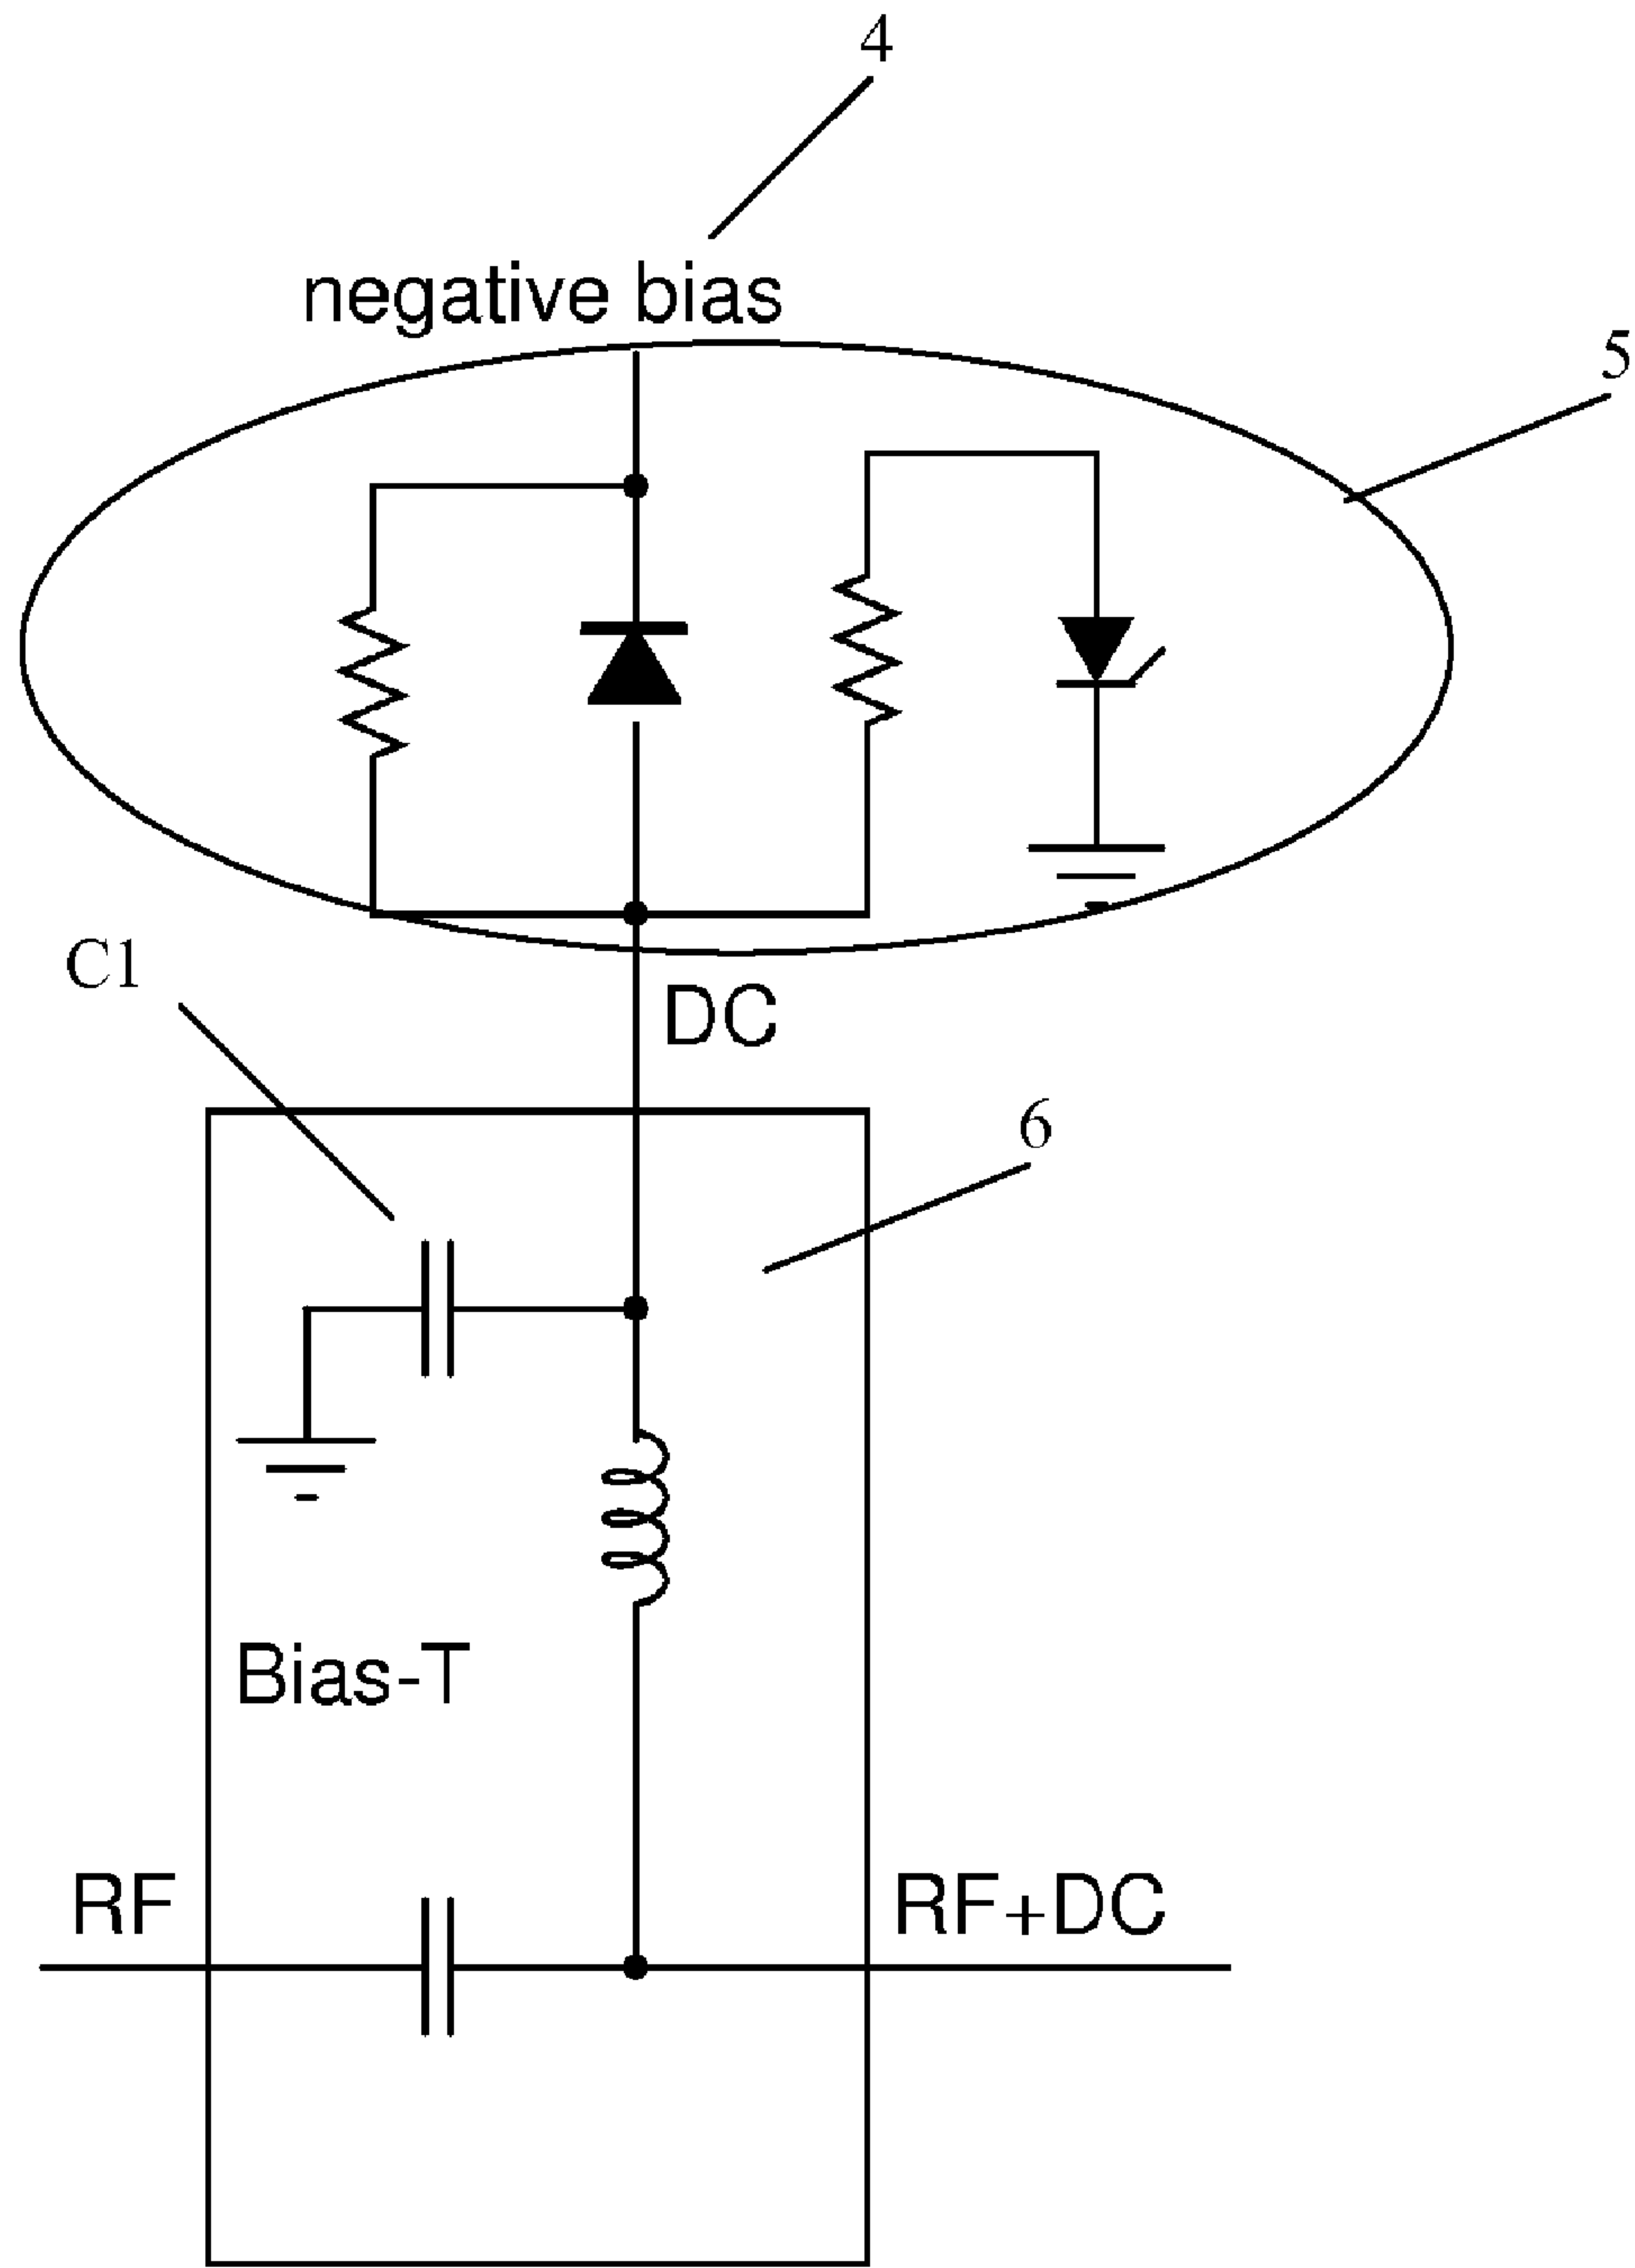 4
negative bias
5
C1
DC
6
Bias-T
RF
RF+DC